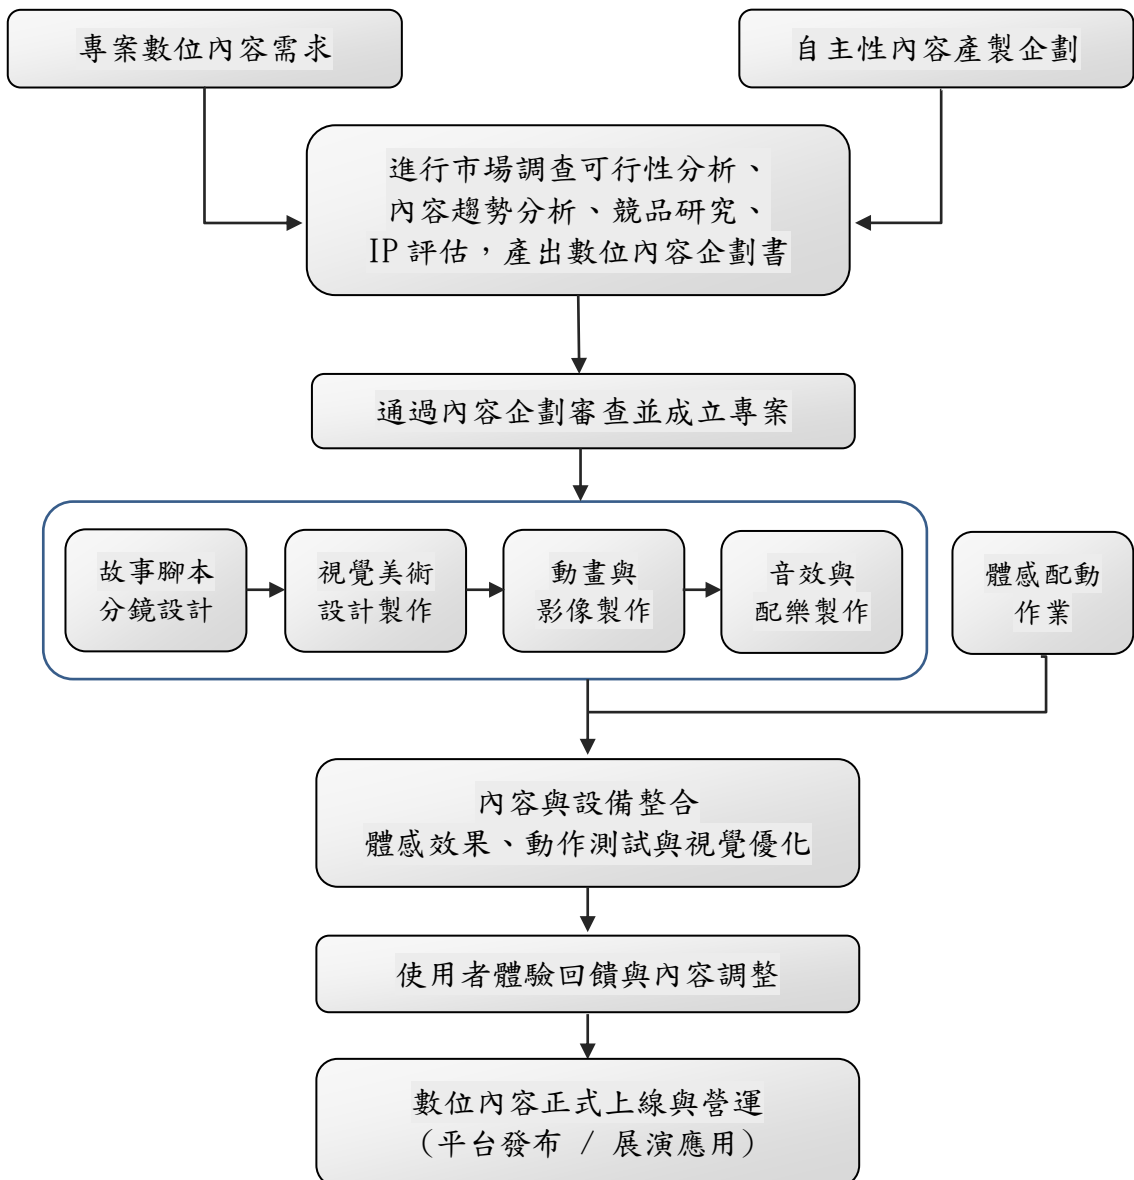 專案數位內容需求
自主性內容產製企劃
進行市場調查可行性分析、
內容趨勢分析、競品研究、
IP 評估，產出數位內容企劃書
通過內容企劃審查並成立專案
故事腳本
分鏡設計
視覺美術
設計製作
動畫與
影像製作
音效與
配樂製作
體感配動
作業
內容與設備整合
體感效果、動作測試與視覺優化
使用者體驗回饋與內容調整
數位內容正式上線與營運
（平台發布 / 展演應用）